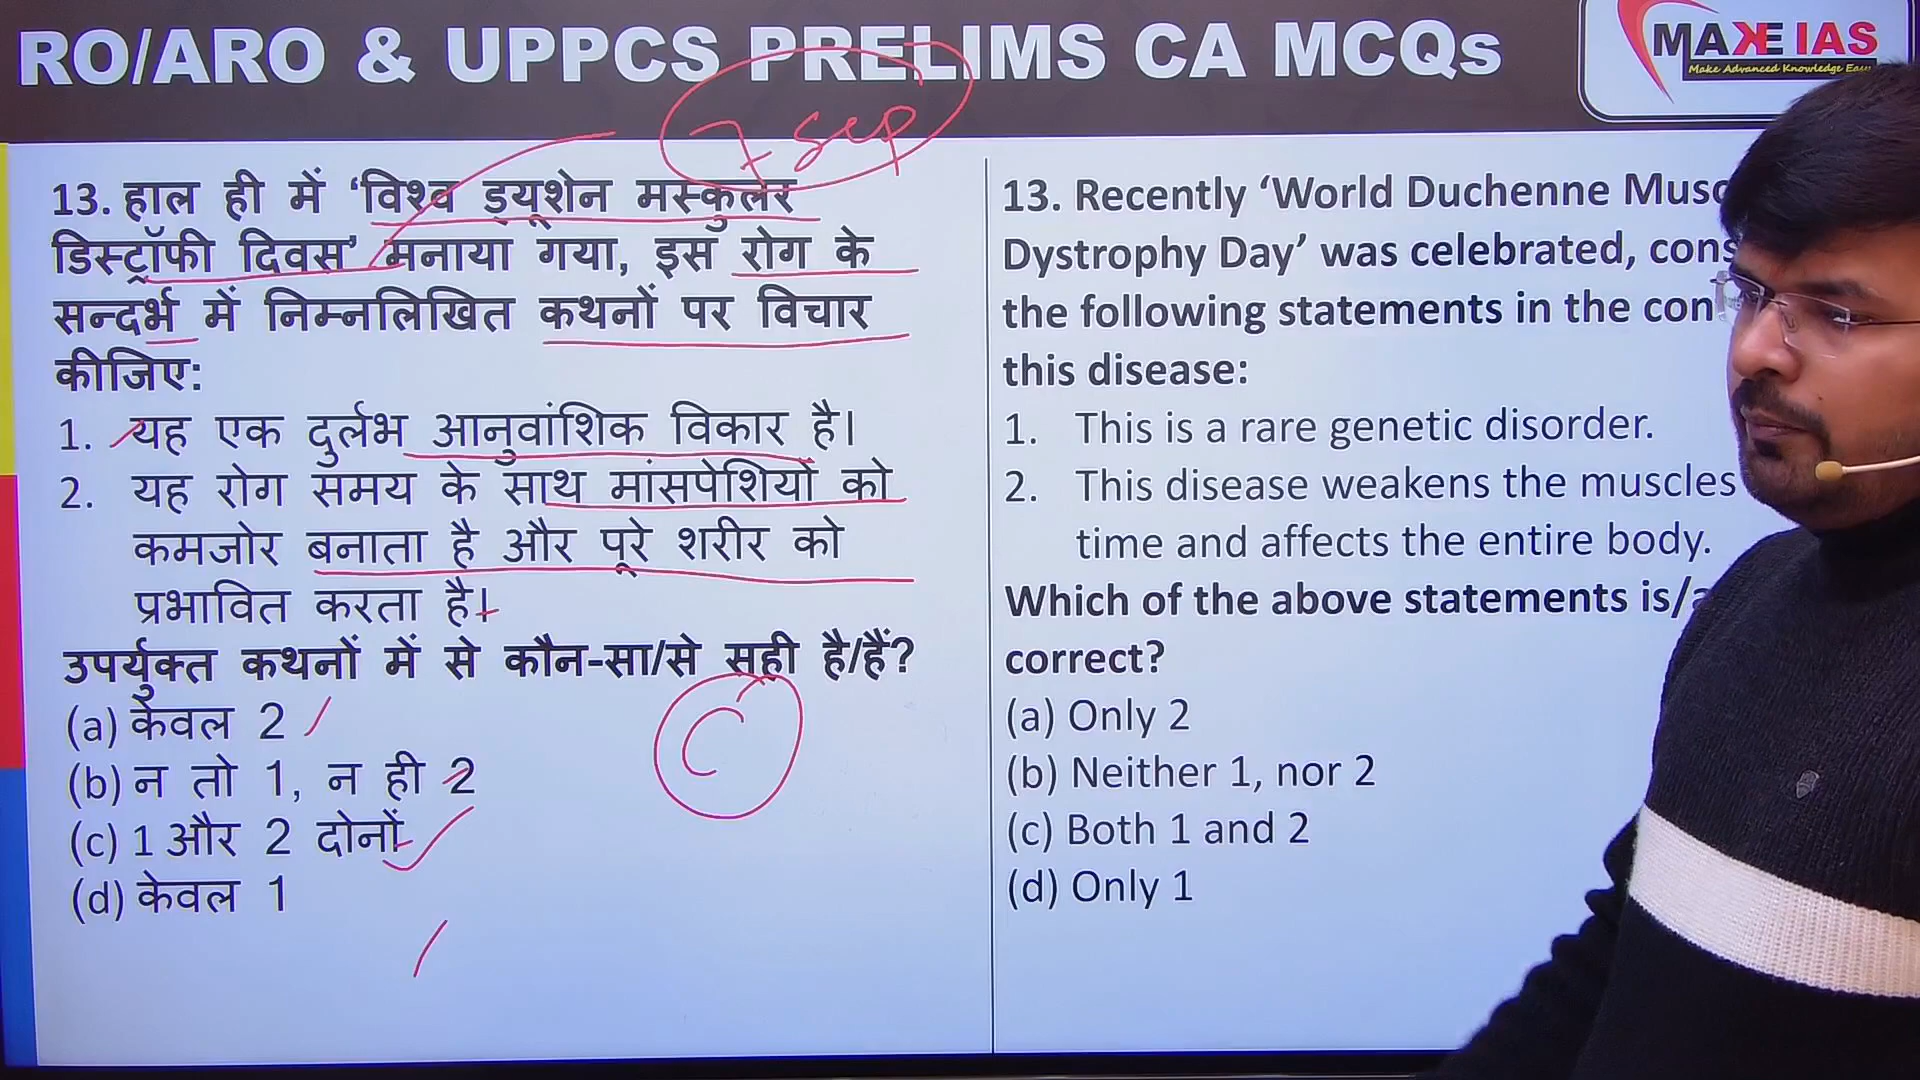 RO/ARO & UPPCS PRELIMS CA MCQs
MAKE IAS
Make Advanced Knowledge Easy
7 sep
13. हाल ही में ‘विश्व ड्यूशेन मस्कुलर
डिस्ट्रॉफी दिवस’ मनाया गया, इस रोग के
सन्दर्भ में निम्नलिखित कथनों पर विचार
कीजिए:
1. यह एक दुर्लभ आनुवांशिक विकार है।
2. यह रोग समय के साथ मांसपेशियों को
कमजोर बनाता है और पूरे शरीर को
प्रभावित करता है।
उपर्युक्त कथनों में से कौन-सा/से सही है/हैं?
(a) केवल 2
(b) न तो 1, न ही 2
(c) 1 और 2 दोनों
(d) केवल 1
C
13. Recently ‘World Duchenne
Dystrophy Day’ was celebrated,
the following statements in the
this disease:
1. This is a rare genetic disorder.
2. This disease weakens the muscles
time and affects the entire body.
Which of the above statements is/
correct?
(a) Only 2
(b) Neither 1, nor 2
(c) Both 1 and 2
(d) Only 1